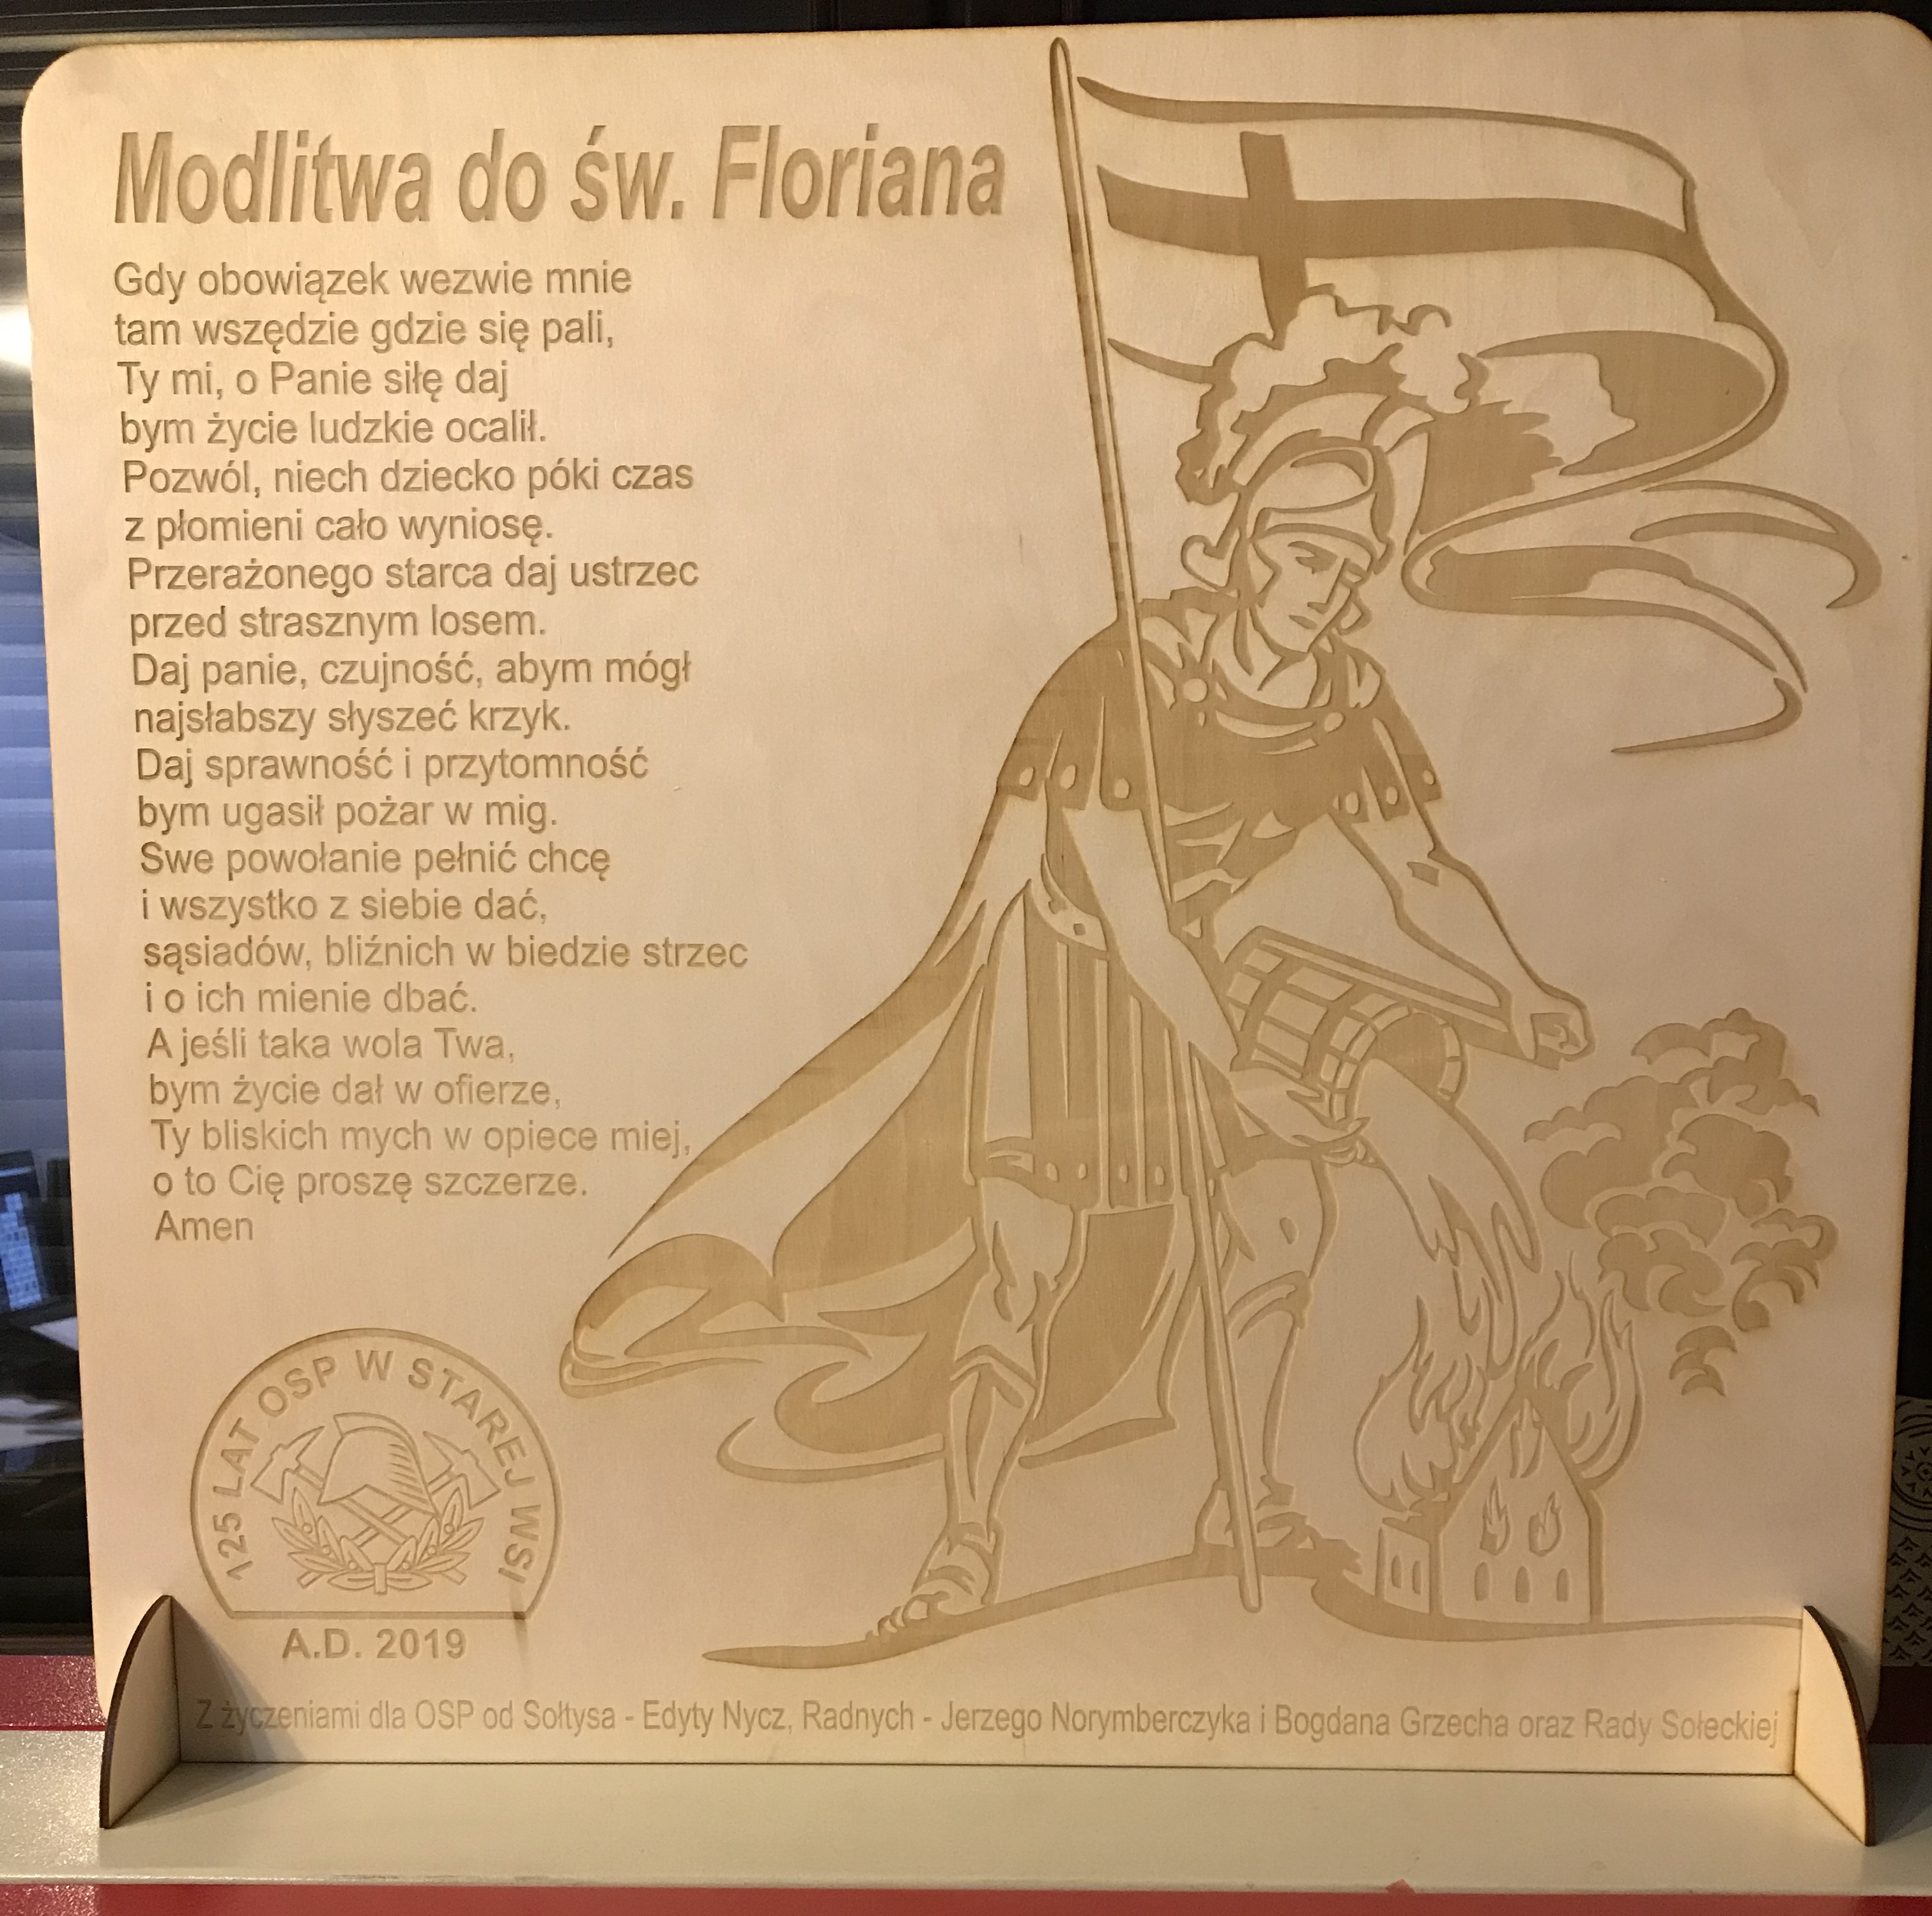 Modlitwa do św. Floriana
Gdy obowiązek wezwie mnie
tam wszędzie gdzie się pali,
Ty mi, o Panie siłę daj
bym życie ludzkie ocalił.
Pozwól, niech dziecko póki czas
z płomieni cało wyniosę.
Przerażonego starca daj ustrzec
przed strasznym losem.
Daj panie, czujność, abym mógł
najsłabszy słyszeć krzyk.
Daj sprawność i przytomność
bym ugasił pożar w mig.
Swe powołanie pełnić chcę
i wszystko z siebie dać,
sąsiadów, bliźnich w biedzie strzec
i o ich mienie dbać.
A jeśli taka wola Twa,
bym życie dał w ofierze,
Ty bliskich mych w opiece miej,
o to Cię proszę szczerze.
Amen
125 LAT OSP W STAREJ WSI
A.D. 2019
Z życzeniami dla OSP od Sołtysa - Edyty Nycz, Radnych - Jerzego Norymberczyka i Bogdana Grzecha oraz Rady Sołeckiej